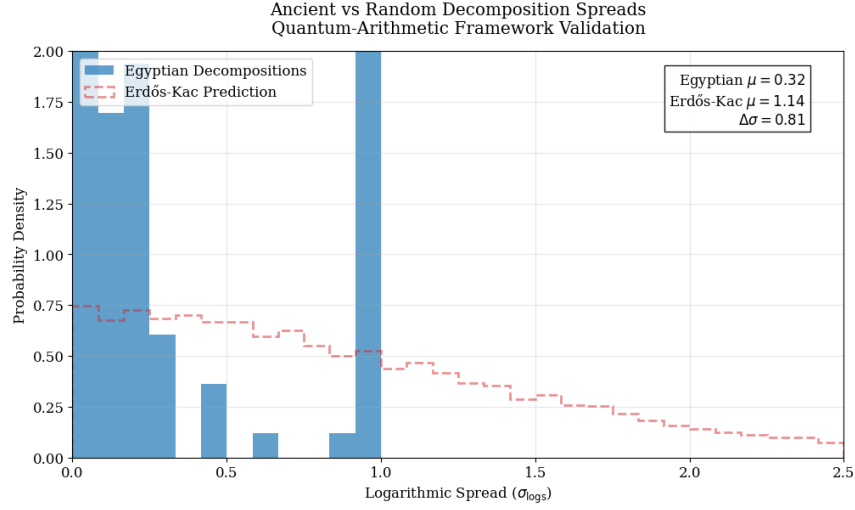 Ancient vs Random Decomposition Spreads
Quantum-Arithmetic Framework Validation
Egyptian Decompositions
Erdős-Kac Prediction
Egyptian μ = 0.32
Erdős-Kac μ = 1.14
Δσ = 0.81
Probability Density
2.00
1.75
1.50
1.25
1.00
0.75
0.50
0.25
0.00
0.0 0.5 1.0 1.5 2.0 2.5
Logarithmic Spread (σlogs)